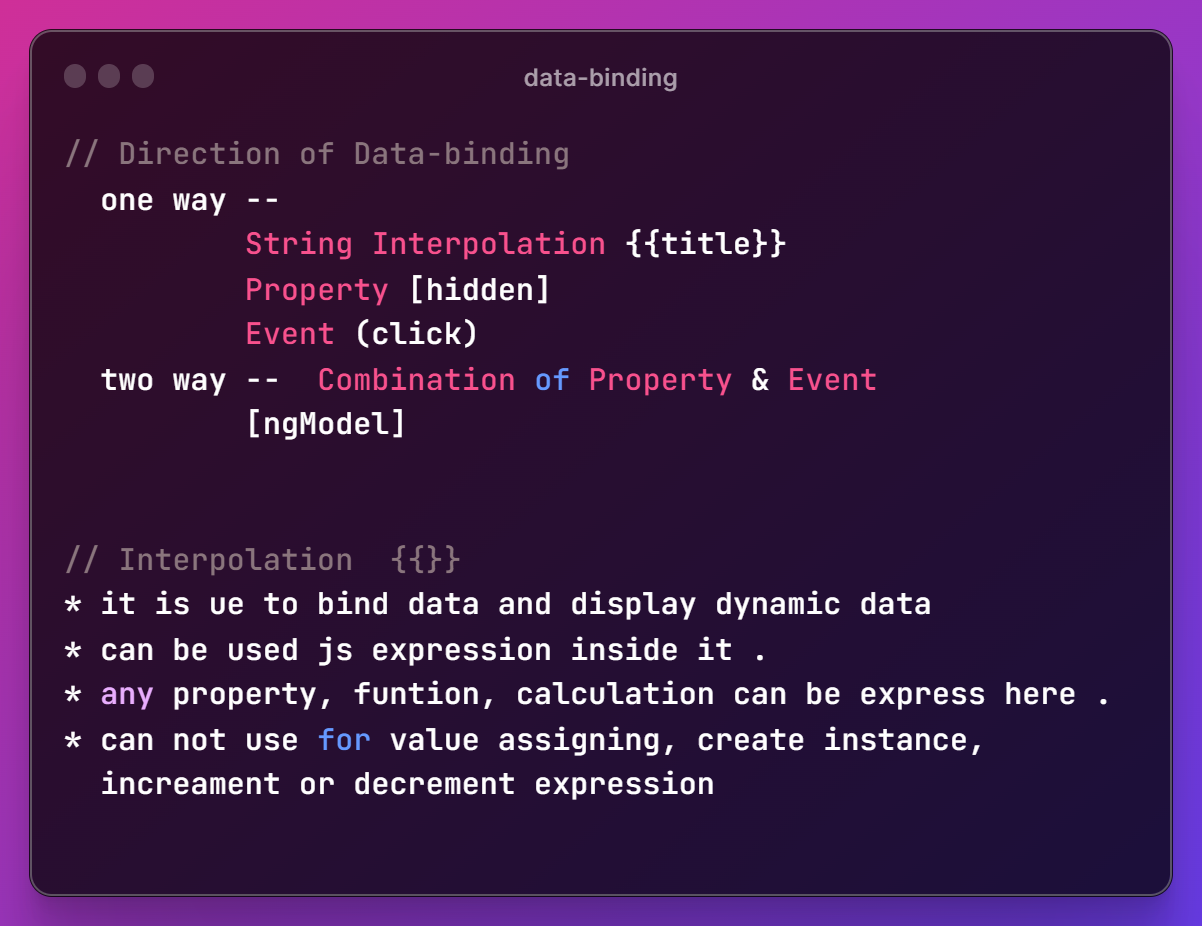 data-binding
// Direction of Data-binding
one way --
String Interpolation {{title}}
Property [hidden]
Event (click)
two way -- Combination of Property & Event
[ngModel]
// Interpolation {{}}
* it is ue to bind data and display dynamic data
* can be used js expression inside it .
* any property, funtion, calculation can be express here .
* can not use for value assigning, create instance,
increament or decrement expression